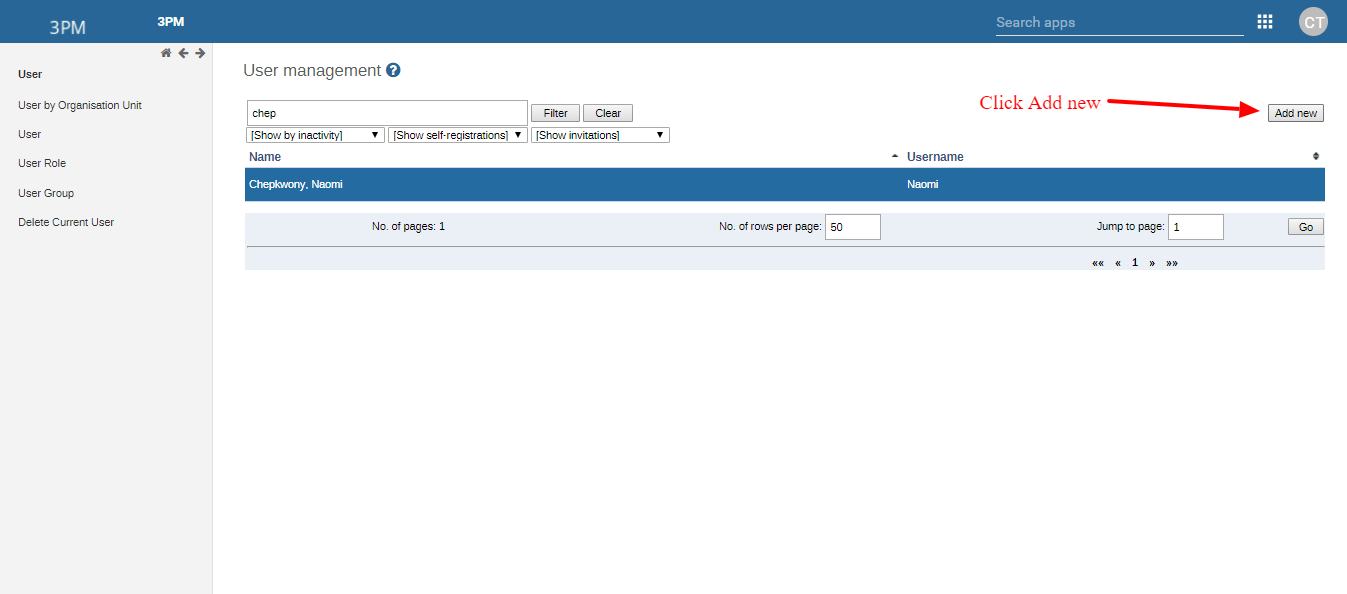 3PM
3PM
Search apps
CT
User
User by Organisation Unit
User
User Role
User Group
Delete Current User
User management ?
chep
Filter
Clear
Click Add new
Add new
[Show by inactivity]
[Show self-registrations]
[Show invitations]
Name
Username
Chepkwony, Naomi
Naomi
No. of pages: 1
No. of rows per page: 50
Jump to page: 1
Go
«« « 1 » »»